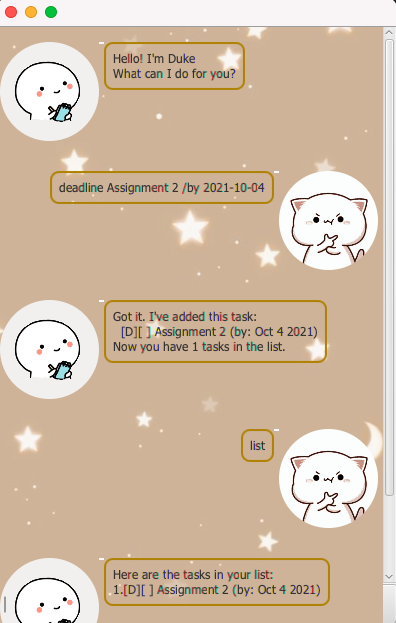 Hello! I'm Duke
What can I do for you?
deadline Assignment 2 /by 2021-10-04
Got it. I've added this task:
[D][ ] Assignment 2 (by: Oct 4 2021)
Now you have 1 tasks in the list.
list
Here are the tasks in your list:
1.[D][ ] Assignment 2 (by: Oct 4 2021)